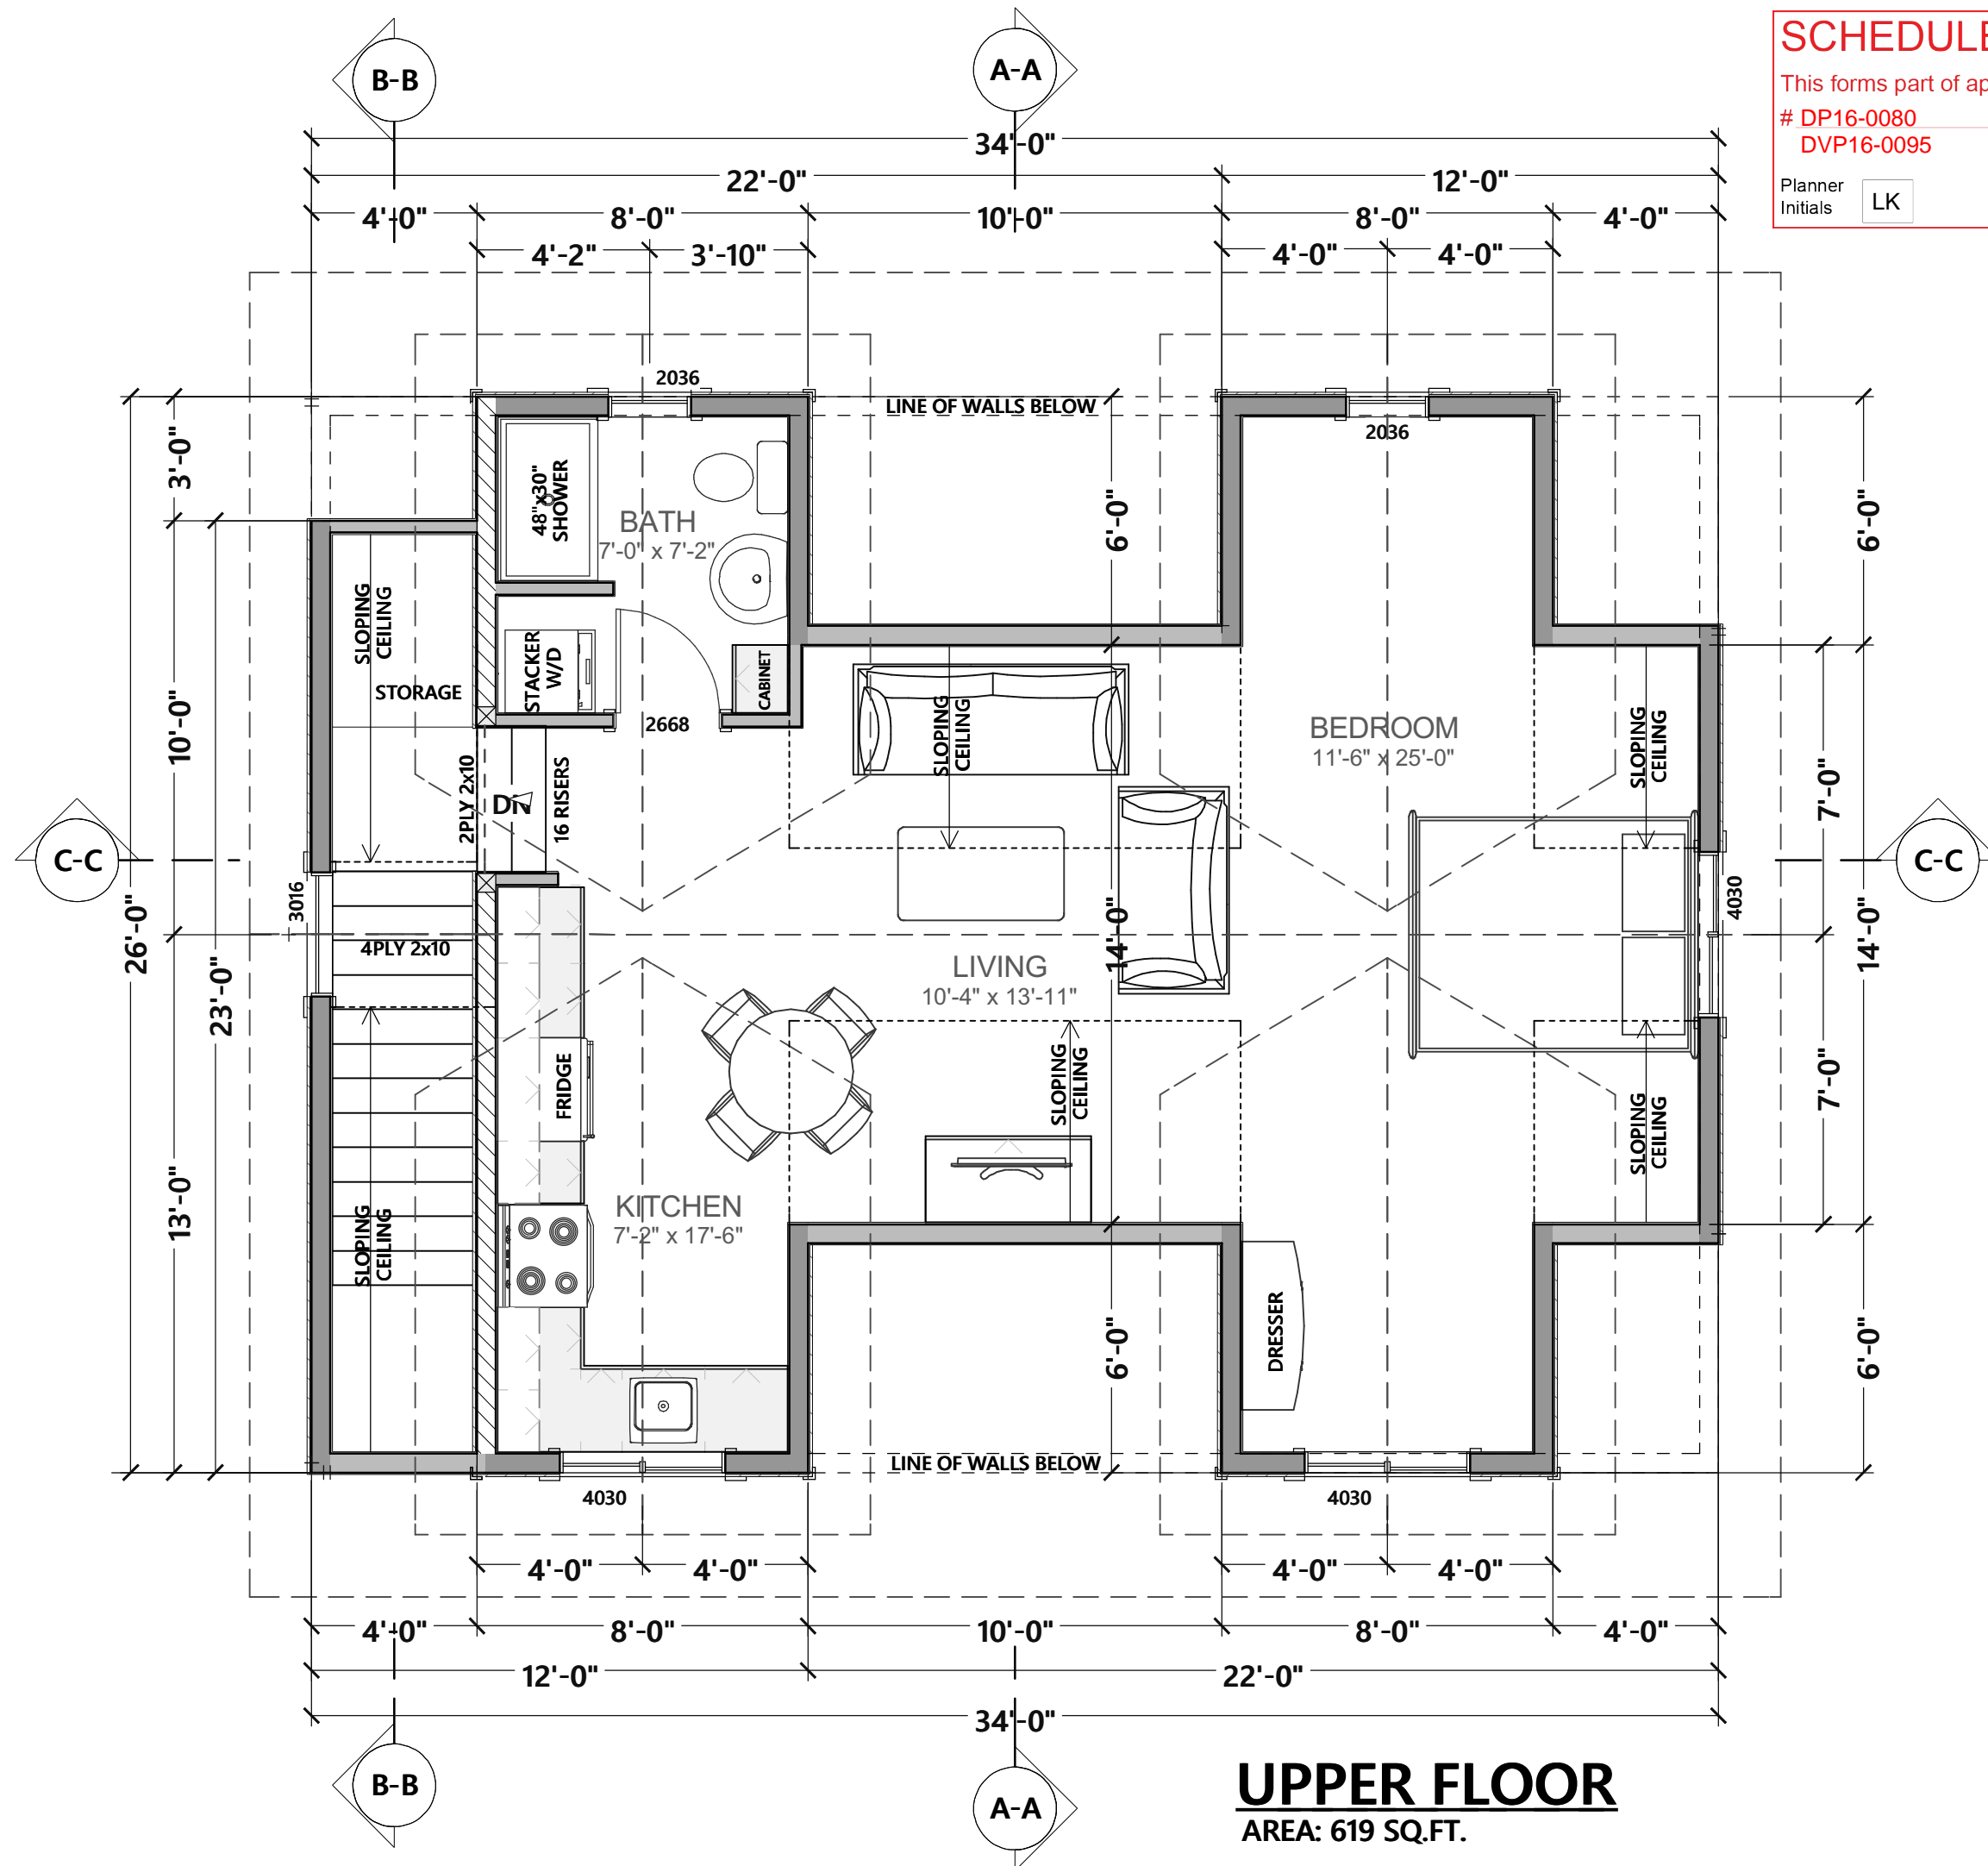 SCHEDULE
This forms part of ap
# DP16-0080
DVP16-0095
Planner
Initials
LK
B-B
A-A
34'-0"
22'-0"
12'-0"
4'-0"
8'-0"
10'-0"
8'-0"
4'-0"
4'-2"
3'-10"
4'-0"
4'-0"
2036
LINE OF WALLS BELOW
2036
3'-0"
6'-0"
6'-0"
48"x30"
SHOWER
BATH
7'-0" x 7'-2"
SLOPING
CEILING
STORAGE
STACKER
W/D
CABINET
2668
SLOPING
CEILING
BEDROOM
11'-6" x 25'-0"
SLOPING
CEILING
10'-0"
2PLY 2x10
DN
16 RISERS
7'-0"
C-C
C-C
3016
4030
26'-0"
4PLY 2x10
23'-0"
LIVING
10'-4" x 13'-11"
14'-0"
14'-0"
FRIDGE
SLOPING
CEILING
SLOPING
CEILING
7'-0"
13'-0"
SLOPING
CEILING
KITCHEN
7'-2" x 17'-6"
DRESSER
6'-0"
6'-0"
LINE OF WALLS BELOW
4030
4030
4'-0"
4'-0"
4'-0"
4'-0"
4'-0"
8'-0"
10'-0"
8'-0"
4'-0"
12'-0"
22'-0"
34'-0"
B-B
A-A
UPPER FLOOR
AREA: 619 SQ.FT.